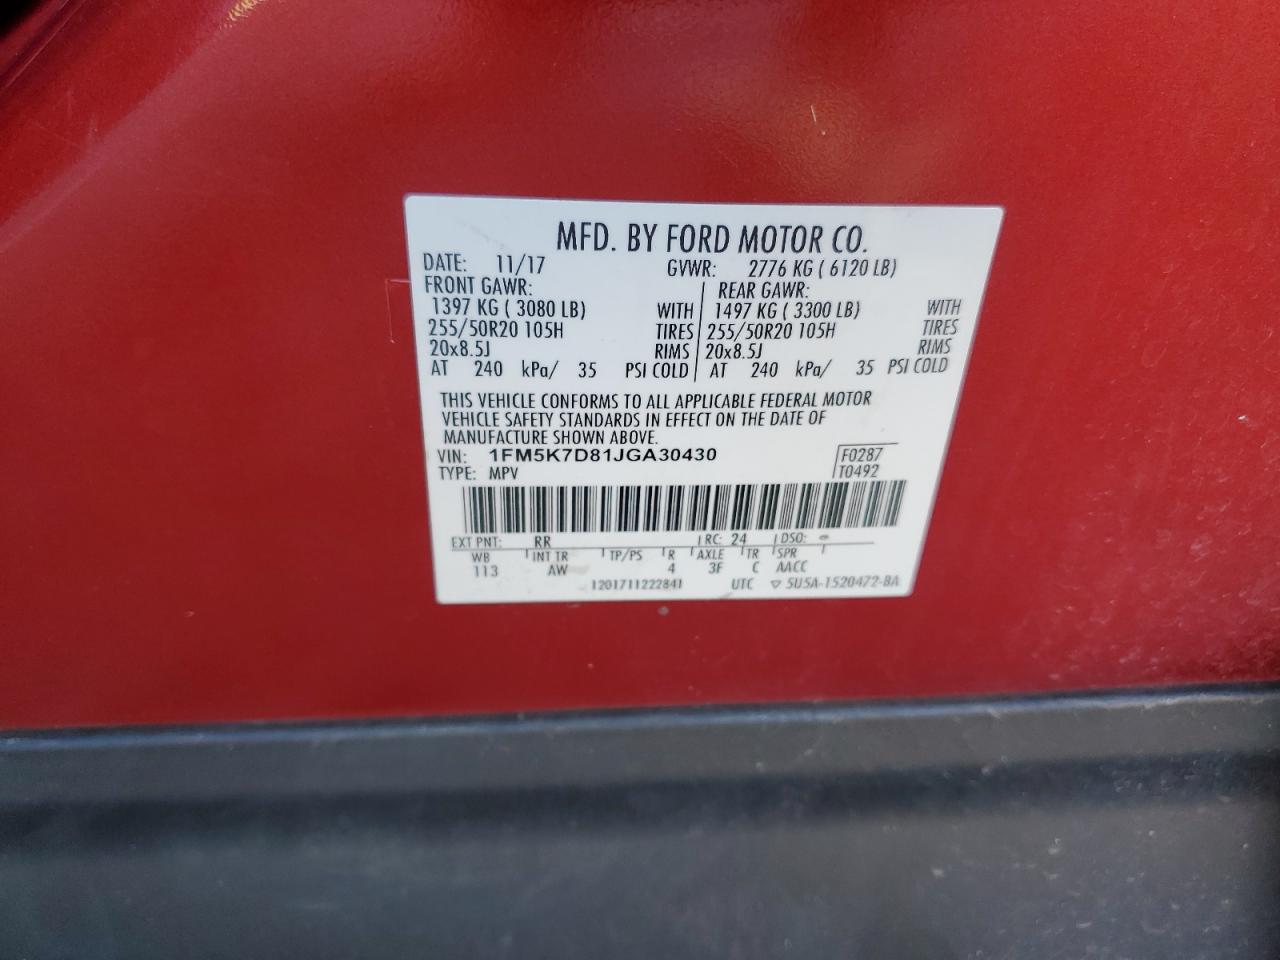 MFD. BY FORD MOTOR CO.
DATE: 11/17 GVWR: 2776 KG ( 6120 LB)
FRONT GAWR: REAR GAWR:
1397 KG ( 3080 LB) WITH 1497 KG ( 3300 LB) WITH
255/50R20 105H TIRES 255/50R20 105H TIRES
20x8.5J RIMS 20x8.5J RIMS
AT 240 kPa/ 35 PSI COLD AT 240 kPa/ 35 PSI COLD
THIS VEHICLE CONFORMS TO ALL APPLICABLE FEDERAL MOTOR
VEHICLE SAFETY STANDARDS IN EFFECT ON THE DATE OF
MANUFACTURE SHOWN ABOVE.
VIN: 1FM5K7D81JGA30430 F0287
TYPE: MPV T0492
EXT PNT: RR RC: 24 DSO:
WB INT TR TP/PS R AXLE TR SPR
113 AW 4 3F C AACC
1201711222841 UTC ▽ 5U5A-1520472-BA